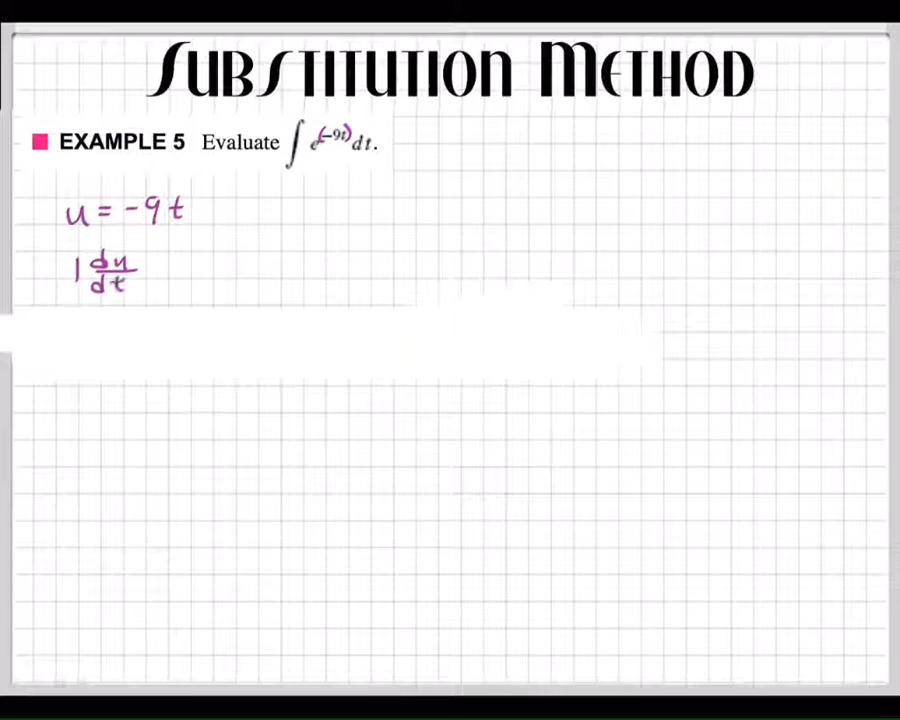 SUBSTITUTION METHOD
EXAMPLE 5 Evaluate ∫ e^(-9t) dt.
u = -9t
1 du/dt